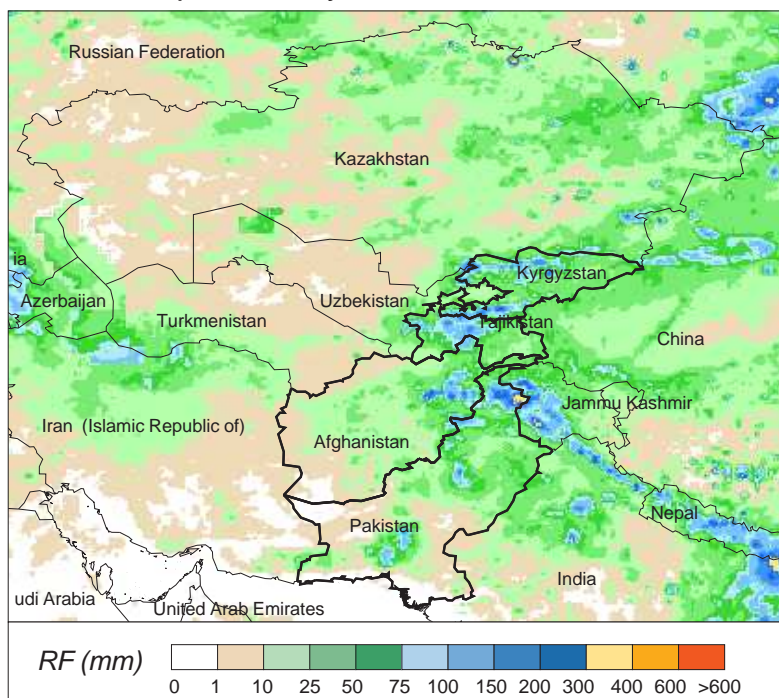 Russian Federation
Kazakhstan
ia
Azerbaijan
Turkmenistan
Uzbekistan
Kyrgyzstan
Tajikistan
China
Iran (Islamic Republic of)
Afghanistan
Jammu Kashmir
Pakistan
Nepal
India
udi Arabia
United Arab Emirates
RF (mm)
0 1 10 25 50 75 100 150 200 300 400 600 >600